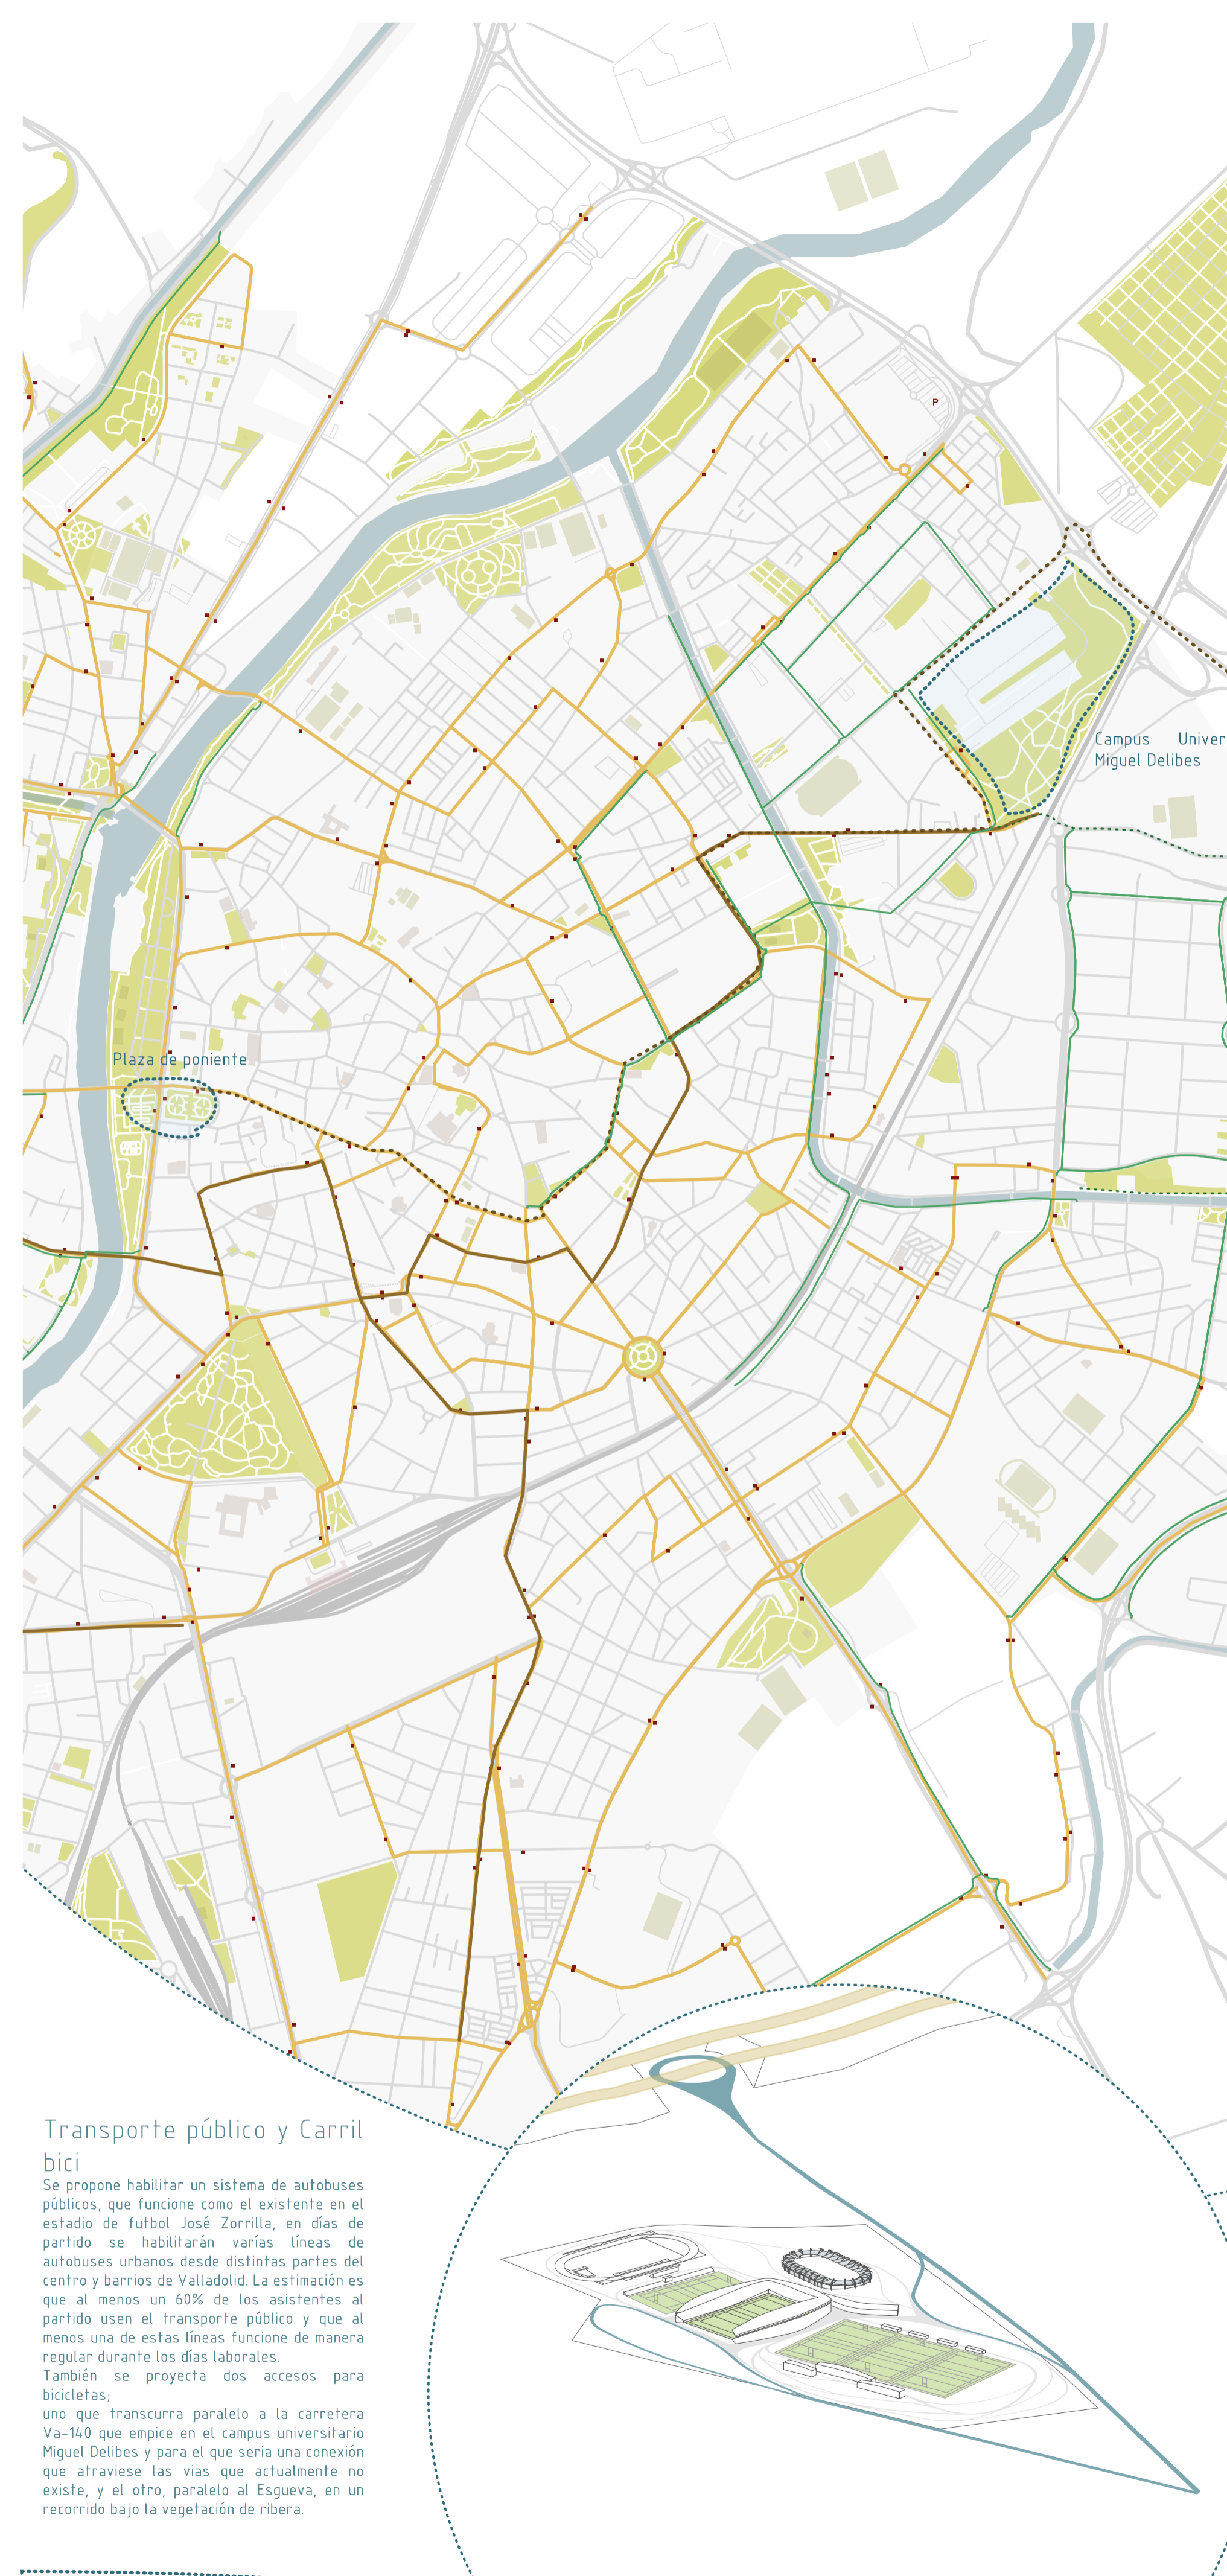 P
Campus Univer
Miguel Delibes
Plaza de poniente
Transporte público y Carril
bici
Se propone habilitar un sistema de autobuses
públicos, que funcione como el existente en el
estadio de futbol José Zorrilla, en días de
partido se habilitarán varías líneas de
autobuses urbanos desde distintas partes del
centro y barrios de Valladolid. La estimación es
que al menos un 60% de los asistentes al
partido usen el transporte público y que al
menos una de estas líneas funcione de manera
regular durante los días laborales.
También se proyecta dos accesos para
bicicletas;
uno que transcurra paralelo a la carretera
Va-140 que empice en el campus universitario
Miguel Delibes y para el que seria una conexión
que atraviese las vias que actualmente no
existe, y el otro, paralelo al Esgueva, en un
recorrido bajo la vegetación de ribera.